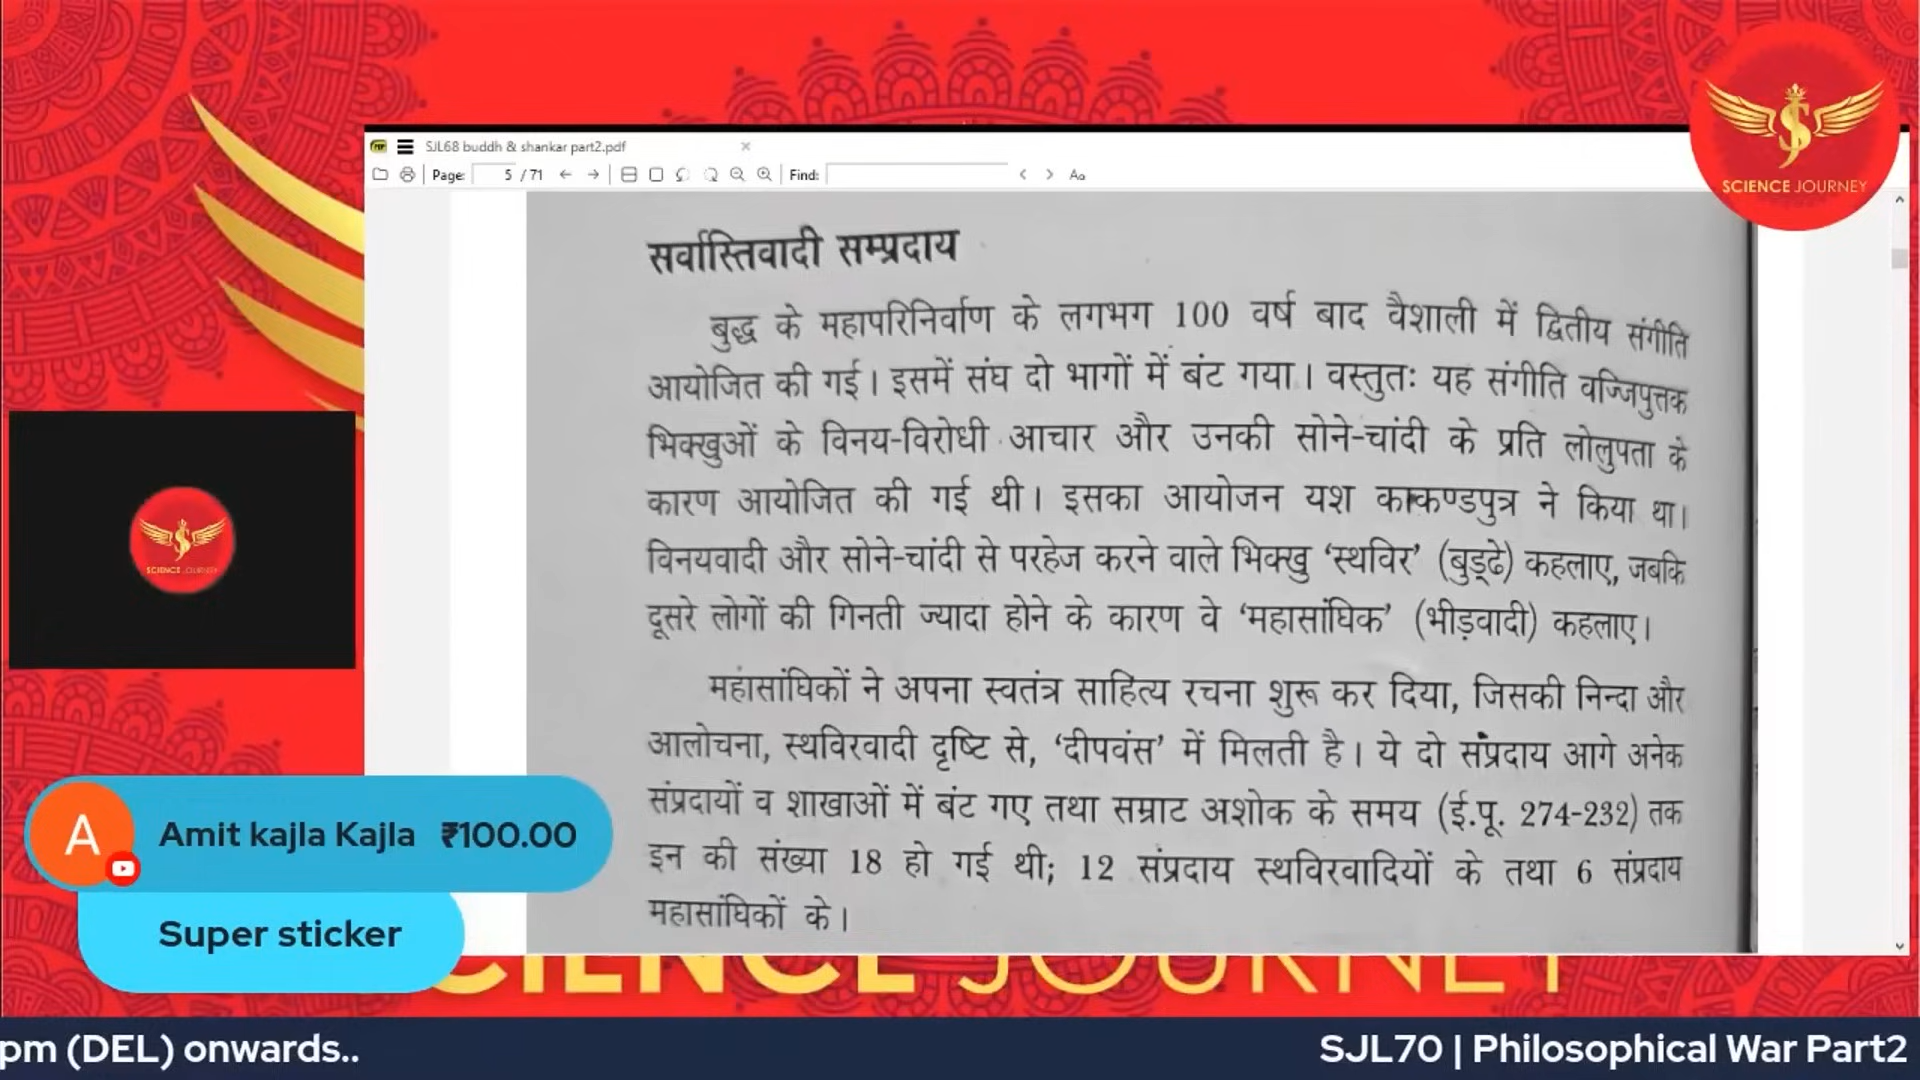 SJL68 buddh & shankar part2.pdf
Page: 5 / 71 Find:
SCIENCE JOURNEY
सर्वास्तिवादी सम्प्रदाय
बुद्ध के महापरिनिर्वाण के लगभग 100 वर्ष बाद वैशाली में द्वितीय संगीति
आयोजित की गई। इसमें संघ दो भागों में बंट गया। वस्तुतः यह संगीति वज्जिपुत्तक
भिक्खुओं के विनय-विरोधी आचार और उनकी सोने-चांदी के प्रति लोलुपता के
कारण आयोजित की गई थी। इसका आयोजन यश काकण्डपुत्र ने किया था।
विनयवादी और सोने-चांदी से परहेज करने वाले भिक्खु ‘स्थविर’ (बुड्ढे) कहलाए, जबकि
दूसरे लोगों की गिनती ज्यादा होने के कारण वे ‘महासांघिक’ (भीड़वादी) कहलाए।
महासांघिकों ने अपना स्वतंत्र साहित्य रचना शुरू कर दिया, जिसकी निन्दा और
आलोचना, स्थविरवादी दृष्टि से, ‘दीपवंस’ में मिलती है। ये दो संप्रदाय आगे अनेक
संप्रदायों व शाखाओं में बंट गए तथा सम्राट अशोक के समय (ई.पू. 274-232) तक
इन की संख्या 18 हो गई थी; 12 संप्रदाय स्थविरवादियों के तथा 6 संप्रदाय
महासांघिकों के।
SCIENCE JOURNEY
A Amit kajla Kajla ₹100.00
Super sticker
SCIENCE JOURNEY
pm (DEL) onwards.. SJL70 | Philosophical War Part2